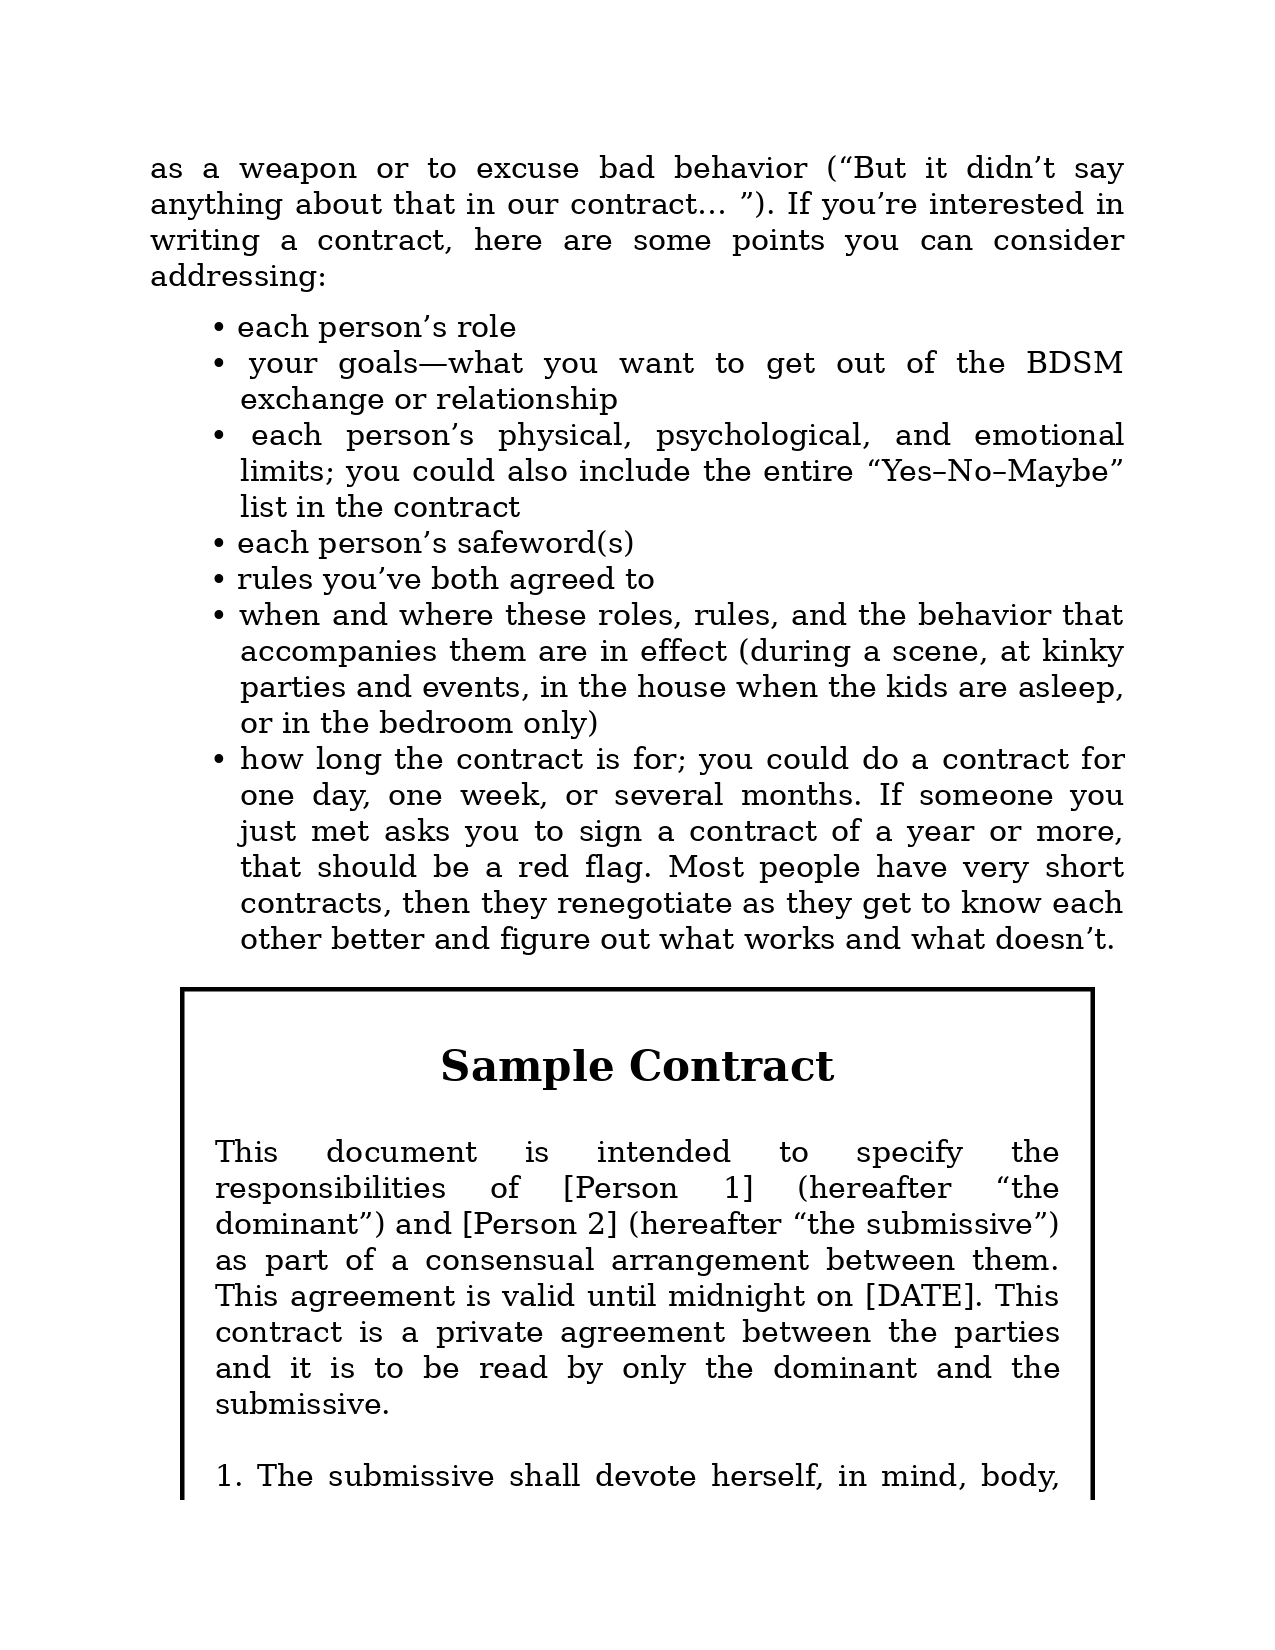 as a weapon or to excuse bad behavior (“But it didn’t say
anything about that in our contract… ”). If you’re interested in
writing a contract, here are some points you can consider
addressing:
• each person’s role
• your goals—what you want to get out of the BDSM
exchange or relationship
• each person’s physical, psychological, and emotional
limits; you could also include the entire “Yes–No–Maybe”
list in the contract
• each person’s safeword(s)
• rules you’ve both agreed to
• when and where these roles, rules, and the behavior that
accompanies them are in effect (during a scene, at kinky
parties and events, in the house when the kids are asleep,
or in the bedroom only)
• how long the contract is for; you could do a contract for
one day, one week, or several months. If someone you
just met asks you to sign a contract of a year or more,
that should be a red flag. Most people have very short
contracts, then they renegotiate as they get to know each
other better and figure out what works and what doesn’t.
Sample Contract
This document is intended to specify the
responsibilities of [Person 1] (hereafter “the
dominant”) and [Person 2] (hereafter “the submissive”)
as part of a consensual arrangement between them.
This agreement is valid until midnight on [DATE]. This
contract is a private agreement between the parties
and it is to be read by only the dominant and the
submissive.
1. The submissive shall devote herself, in mind, body,